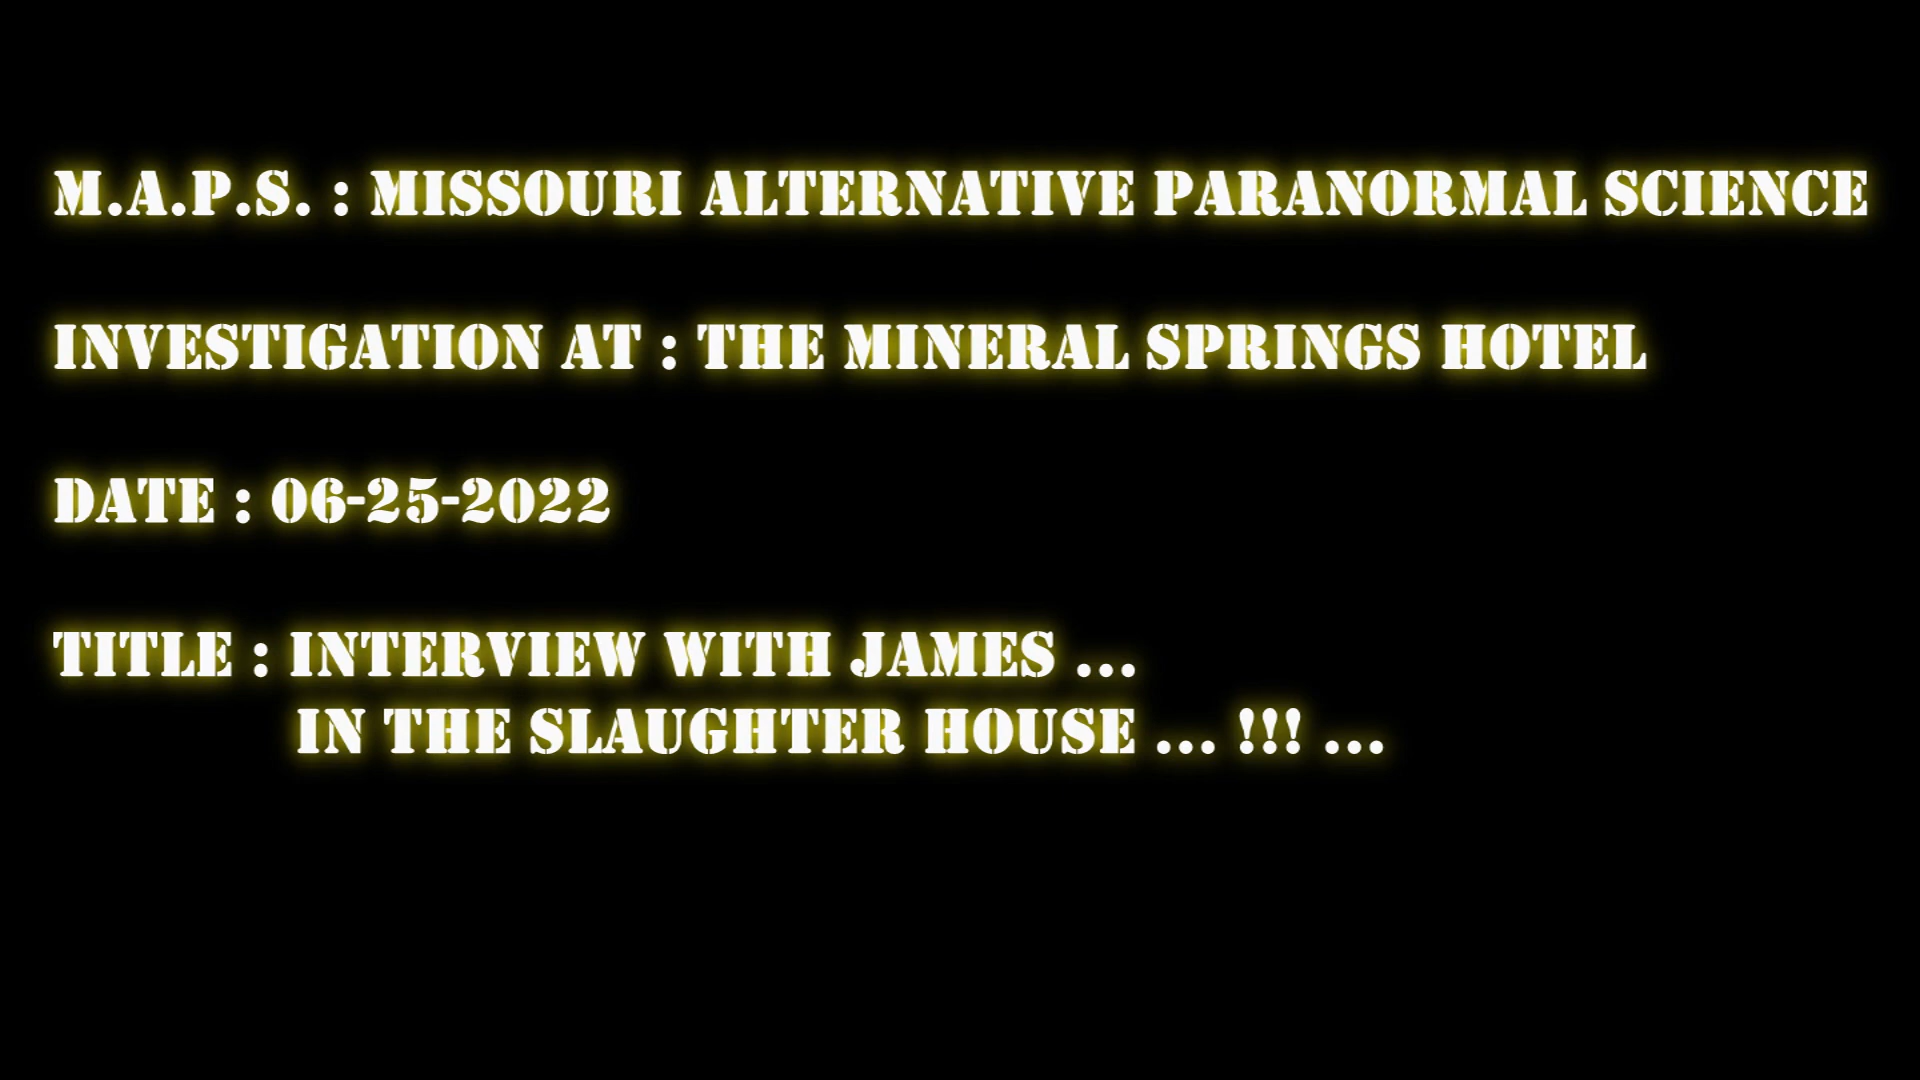 M.A.P.S. : MISSOURI ALTERNATIVE PARANORMAL SCIENCE
INVESTIGATION AT : THE MINERAL SPRINGS HOTEL
DATE : 06-25-2022
TITLE : INTERVIEW WITH JAMES ...
IN THE SLAUGHTER HOUSE ... !!! ...